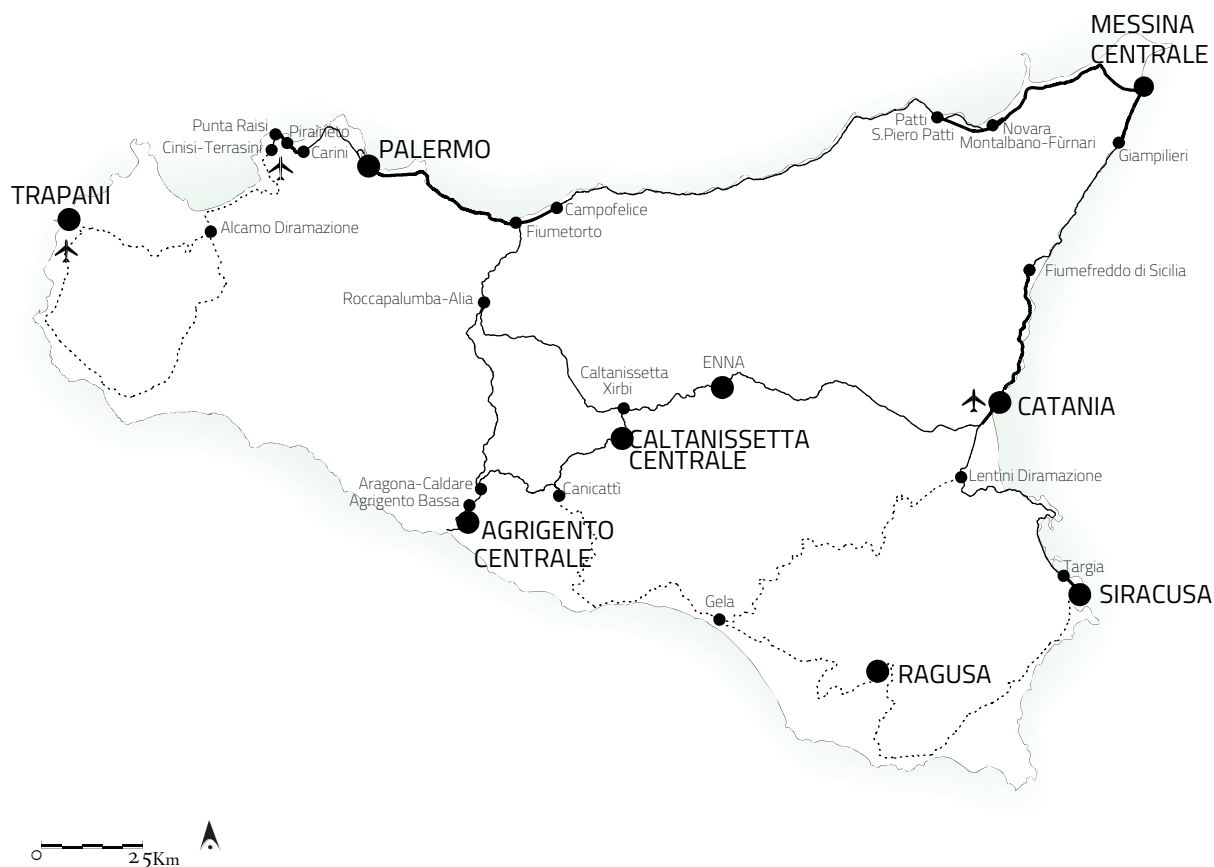 MESSINA
CENTRALE
Punta Raisi
Piraineto
Cinisi-Terrasini
Carini
PALERMO
Patti
S.Piero Patti
Novara
Montalbano-Fùrnari
Giampilieri
TRAPANI
Alcamo Diramazione
Campofelice
Fiumetorto
Fiumefreddo di Sicilia
Roccapalumba-Alia
ENNA
Caltanissetta
Xirbi
CATANIA
CALTANISSETTA
CENTRALE
Aragona-Caldare
Agrigento Bassa
Canicattì
Lentini Diramazione
AGRIGENTO
CENTRALE
Targia
SIRACUSA
Gela
RAGUSA
0 25Km